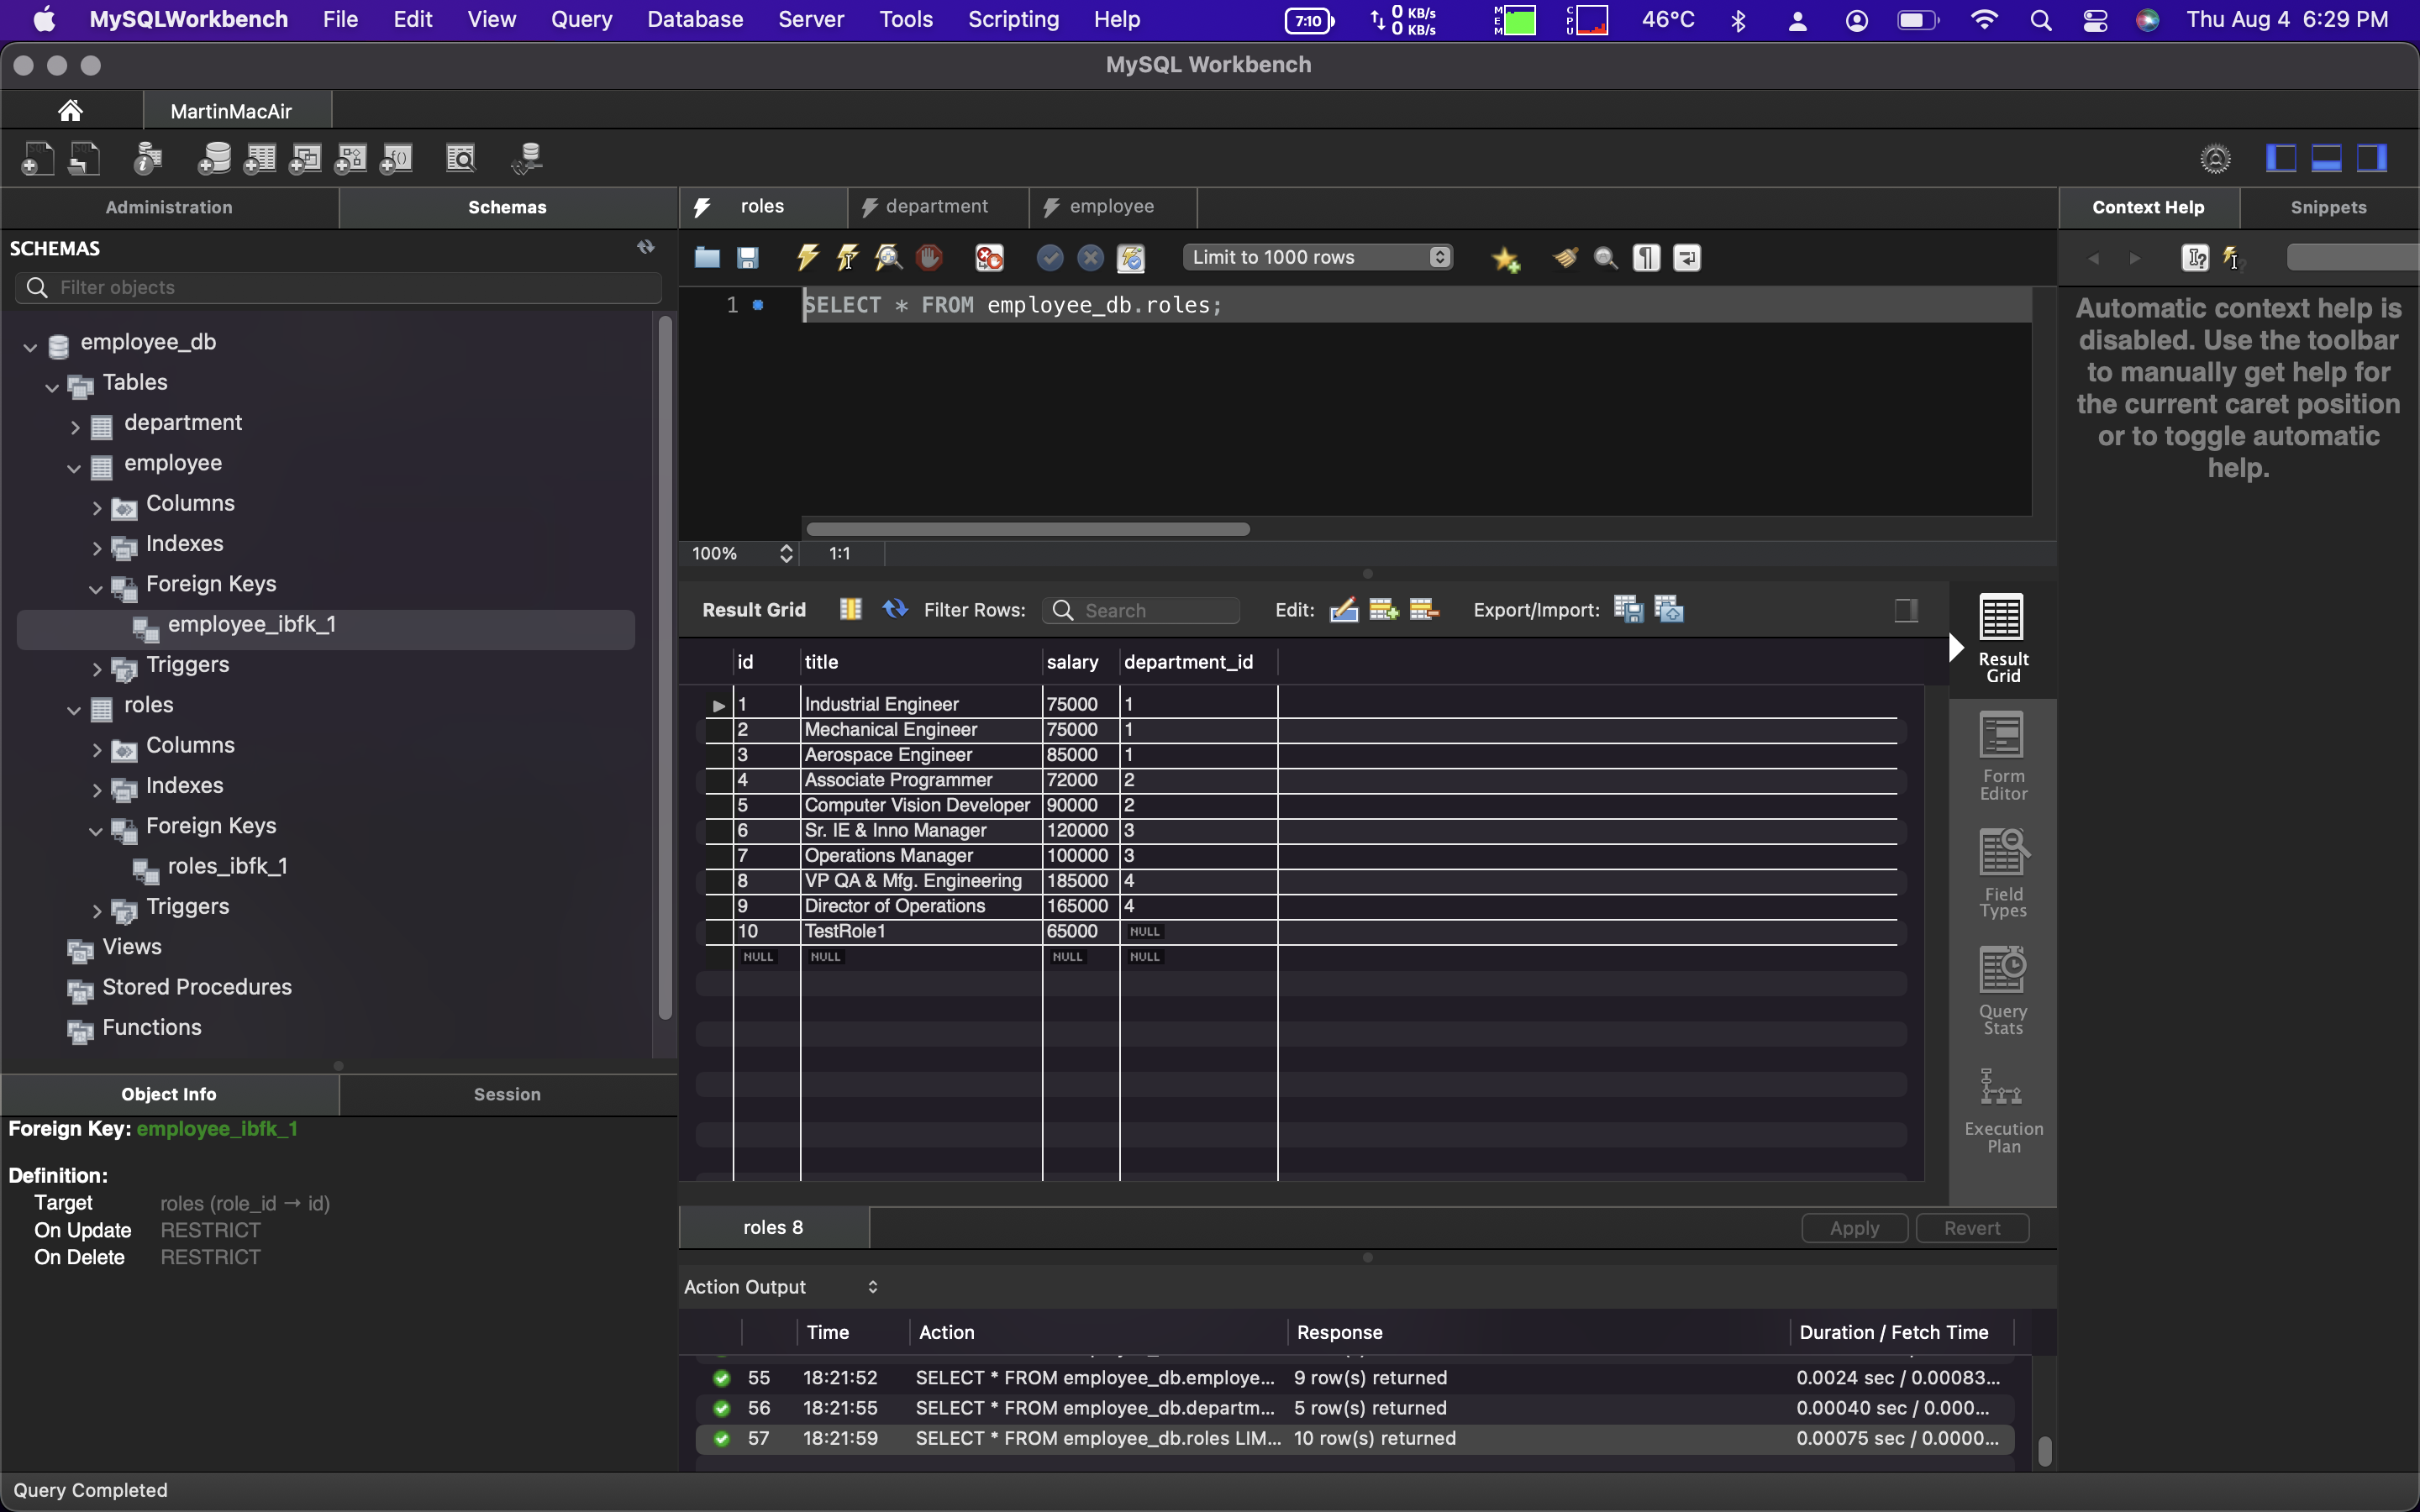 MySQLWorkbench File Edit View Query Database Server Tools Scripting Help 7:10 0 KB/s 0 KB/s MEM CPU 46°C Thu Aug 4 6:29 PM
MySQL Workbench
MartinMacAir
Administration Schemas
SCHEMAS
Filter objects
employee_db
Tables
department
employee
Columns
Indexes
Foreign Keys
employee_ibfk_1
Triggers
roles
Columns
Indexes
Foreign Keys
roles_ibfk_1
Triggers
Views
Stored Procedures
Functions
Object Info Session
Foreign Key: employee_ibfk_1
Definition:
Target roles (role_id → id)
On Update RESTRICT
On Delete RESTRICT
roles department employee
Limit to 1000 rows
1 SELECT * FROM employee_db.roles;
100% 1:1
Result Grid Filter Rows: Search Edit: Export/Import:
id title salary department_id
1 Industrial Engineer 75000 1
2 Mechanical Engineer 75000 1
3 Aerospace Engineer 85000 1
4 Associate Programmer 72000 2
5 Computer Vision Developer 90000 2
6 Sr. IE & Inno Manager 120000 3
7 Operations Manager 100000 3
8 VP QA & Mfg. Engineering 185000 4
9 Director of Operations 165000 4
10 TestRole1 65000 NULL
NULL NULL NULL NULL
Result
Grid
Form
Editor
Field
Types
Query
Stats
Execution
Plan
roles 8 Apply Revert
Action Output
Time Action Response Duration / Fetch Time
55 18:21:52 SELECT * FROM employee_db.employe... 9 row(s) returned 0.0024 sec / 0.00083...
56 18:21:55 SELECT * FROM employee_db.departm... 5 row(s) returned 0.00040 sec / 0.000...
57 18:21:59 SELECT * FROM employee_db.roles LIM... 10 row(s) returned 0.00075 sec / 0.0000...
Context Help Snippets
Automatic context help is
disabled. Use the toolbar
to manually get help for
the current caret position
or to toggle automatic
help.
Query Completed